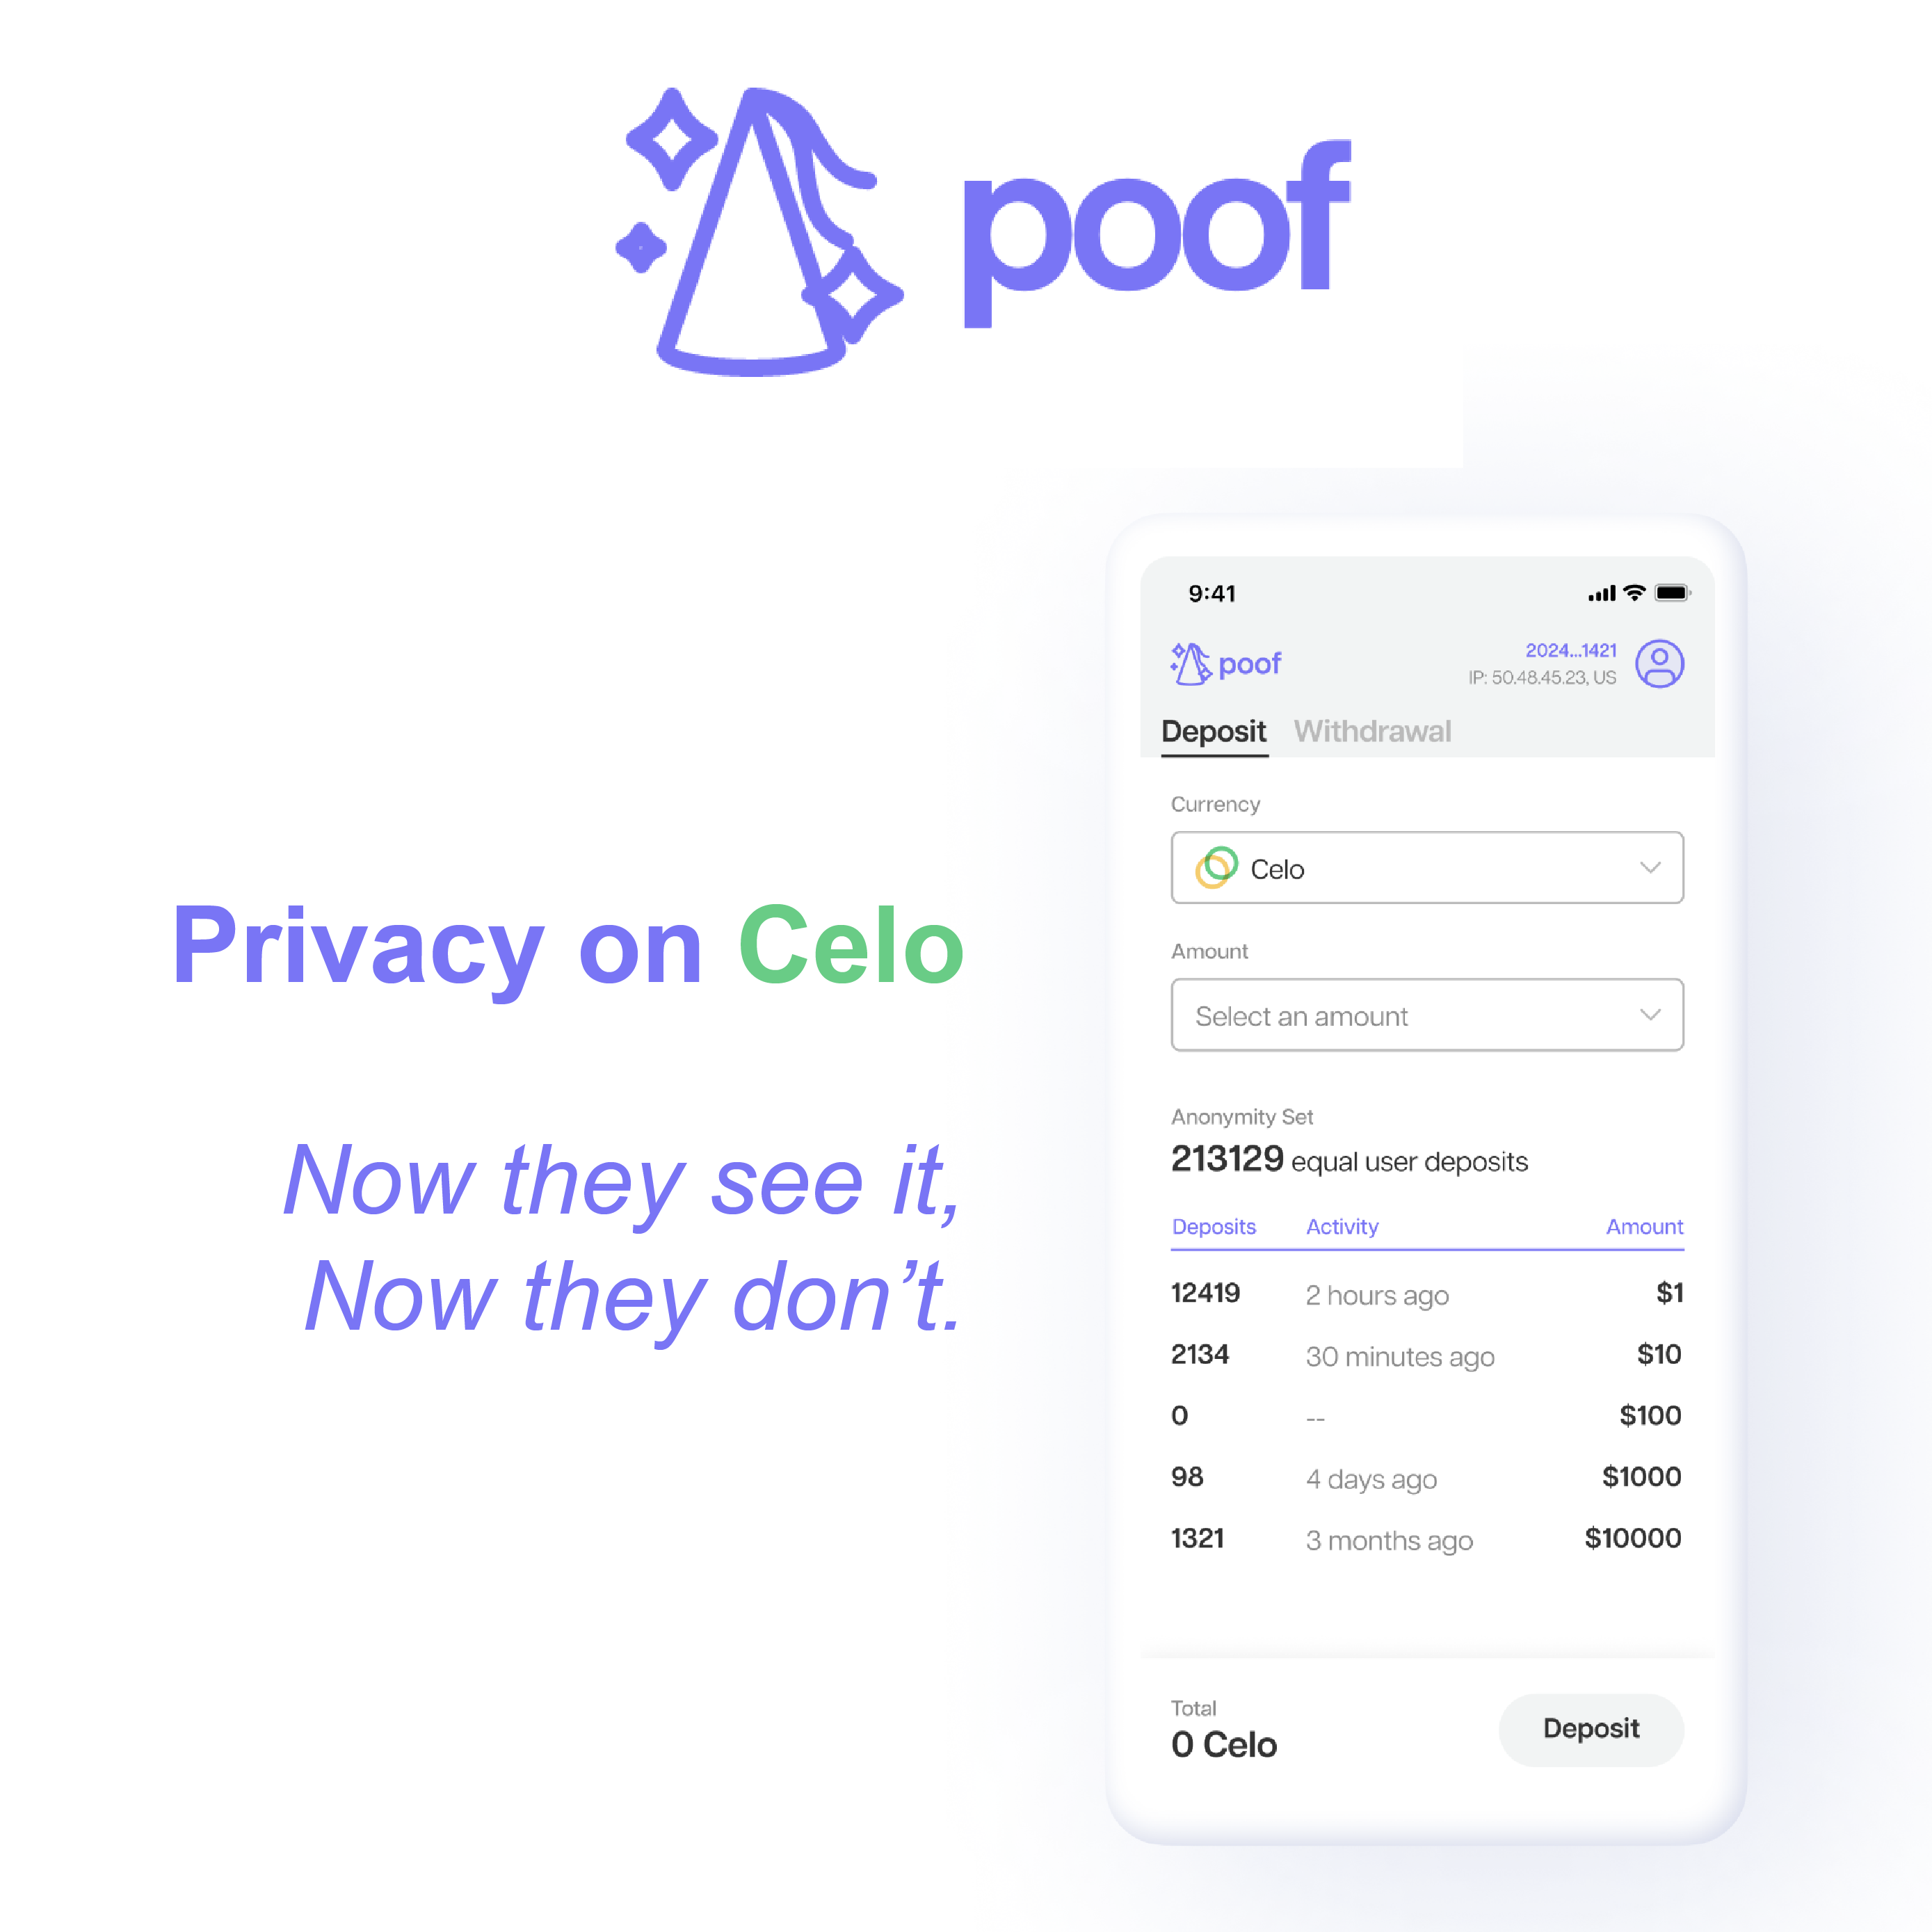 poof
Privacy on Celo
Now they see it,
Now they don't.
9:41
poof
2024...1421
IP: 50.48.45.23, US
Deposit Withdrawal
Currency
Celo
Amount
Select an amount
Anonymity Set
213129 equal user deposits
Deposits Activity Amount
12419 2 hours ago $1
2134 30 minutes ago $10
0 -- $100
98 4 days ago $1000
1321 3 months ago $10000
Total
0 Celo
Deposit